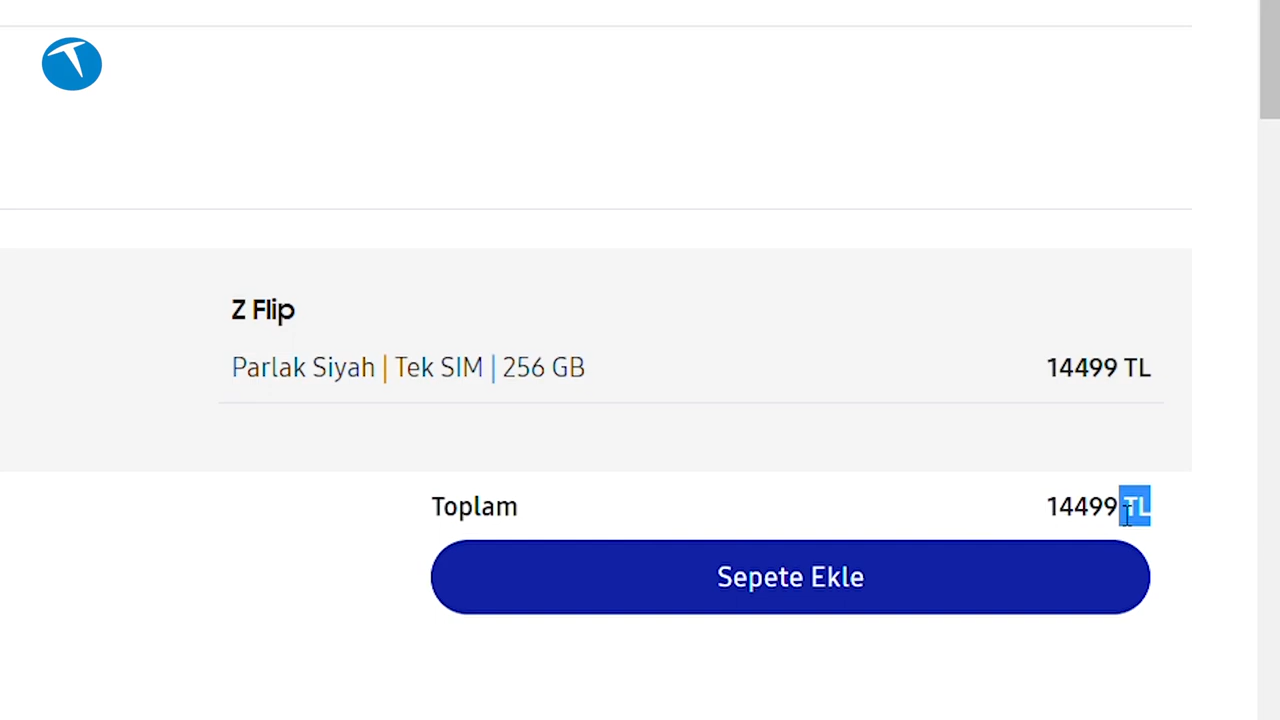 Z Flip
Parlak Siyah | Tek SIM | 256 GB 14499 TL
Toplam 14499 TL
Sepete Ekle